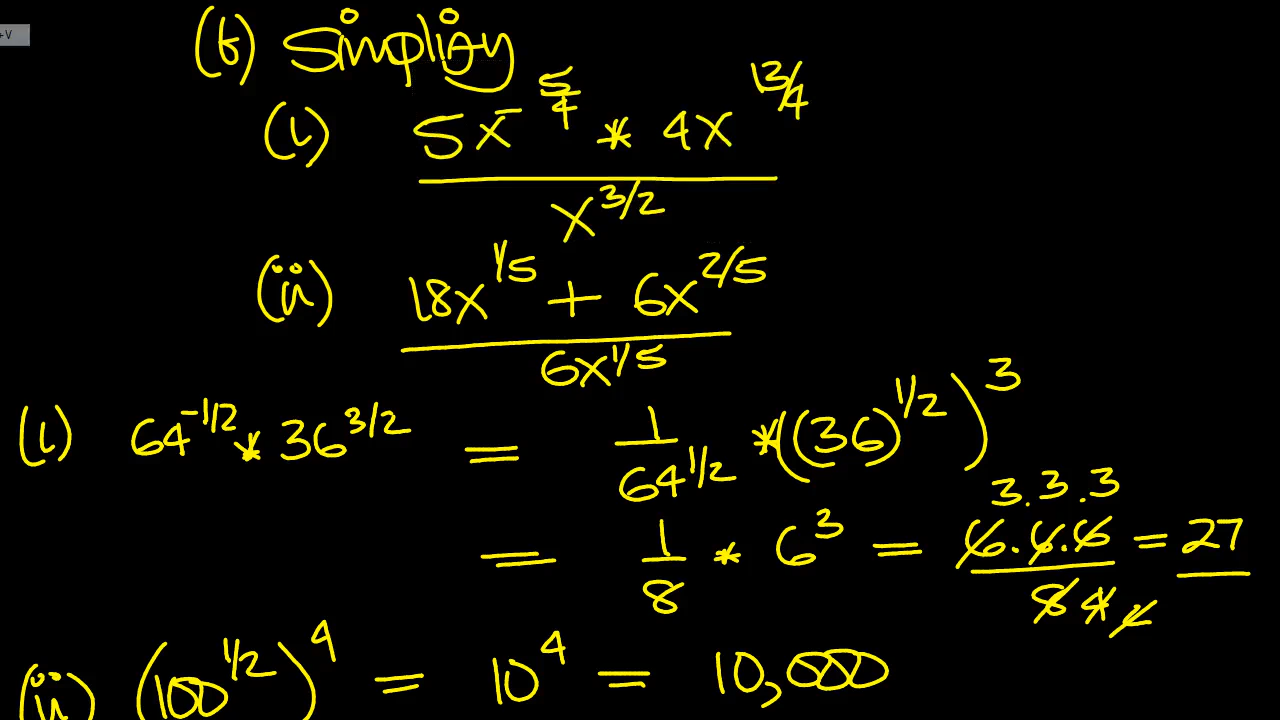 +V
(b) Simplify
(i) 5x^-5/4 * 4x^13/4
x^3/2
(ii) 18x^1/5 + 6x^2/5
6x^1/5
(i) 64^-1/2 * 36^3/2 = 1/64^1/2 * ((36)^1/2)^3
3.3.3
= 1/8 * 6^3 = 6.6.6 = 27
8 4 2
(ii) (100^1/2)^4 = 10^4 = 10,000